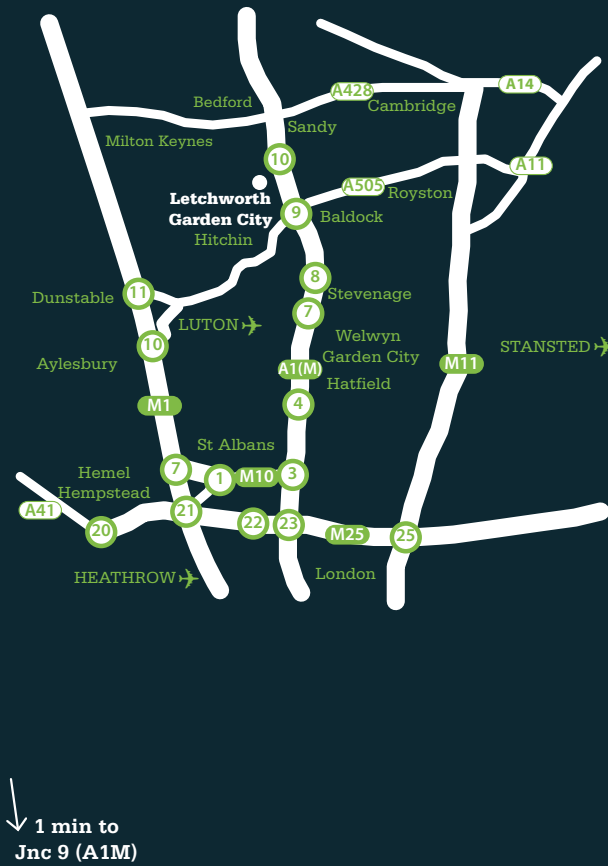 A428
A14
Bedford
Cambridge
Sandy
Milton Keynes
10
A11
A505
Royston
Letchworth
Garden City
9
Baldock
Hitchin
8
11
Stevenage
Dunstable
7
LUTON
Welwyn
Garden City
10
STANSTED
Aylesbury
A1(M)
M11
Hatfield
M1
4
St Albans
7
Hemel
Hempstead
1
M10
3
A41
21
20
22
23
M25
25
HEATHROW
London
1 min to
Jnc 9 (A1M)